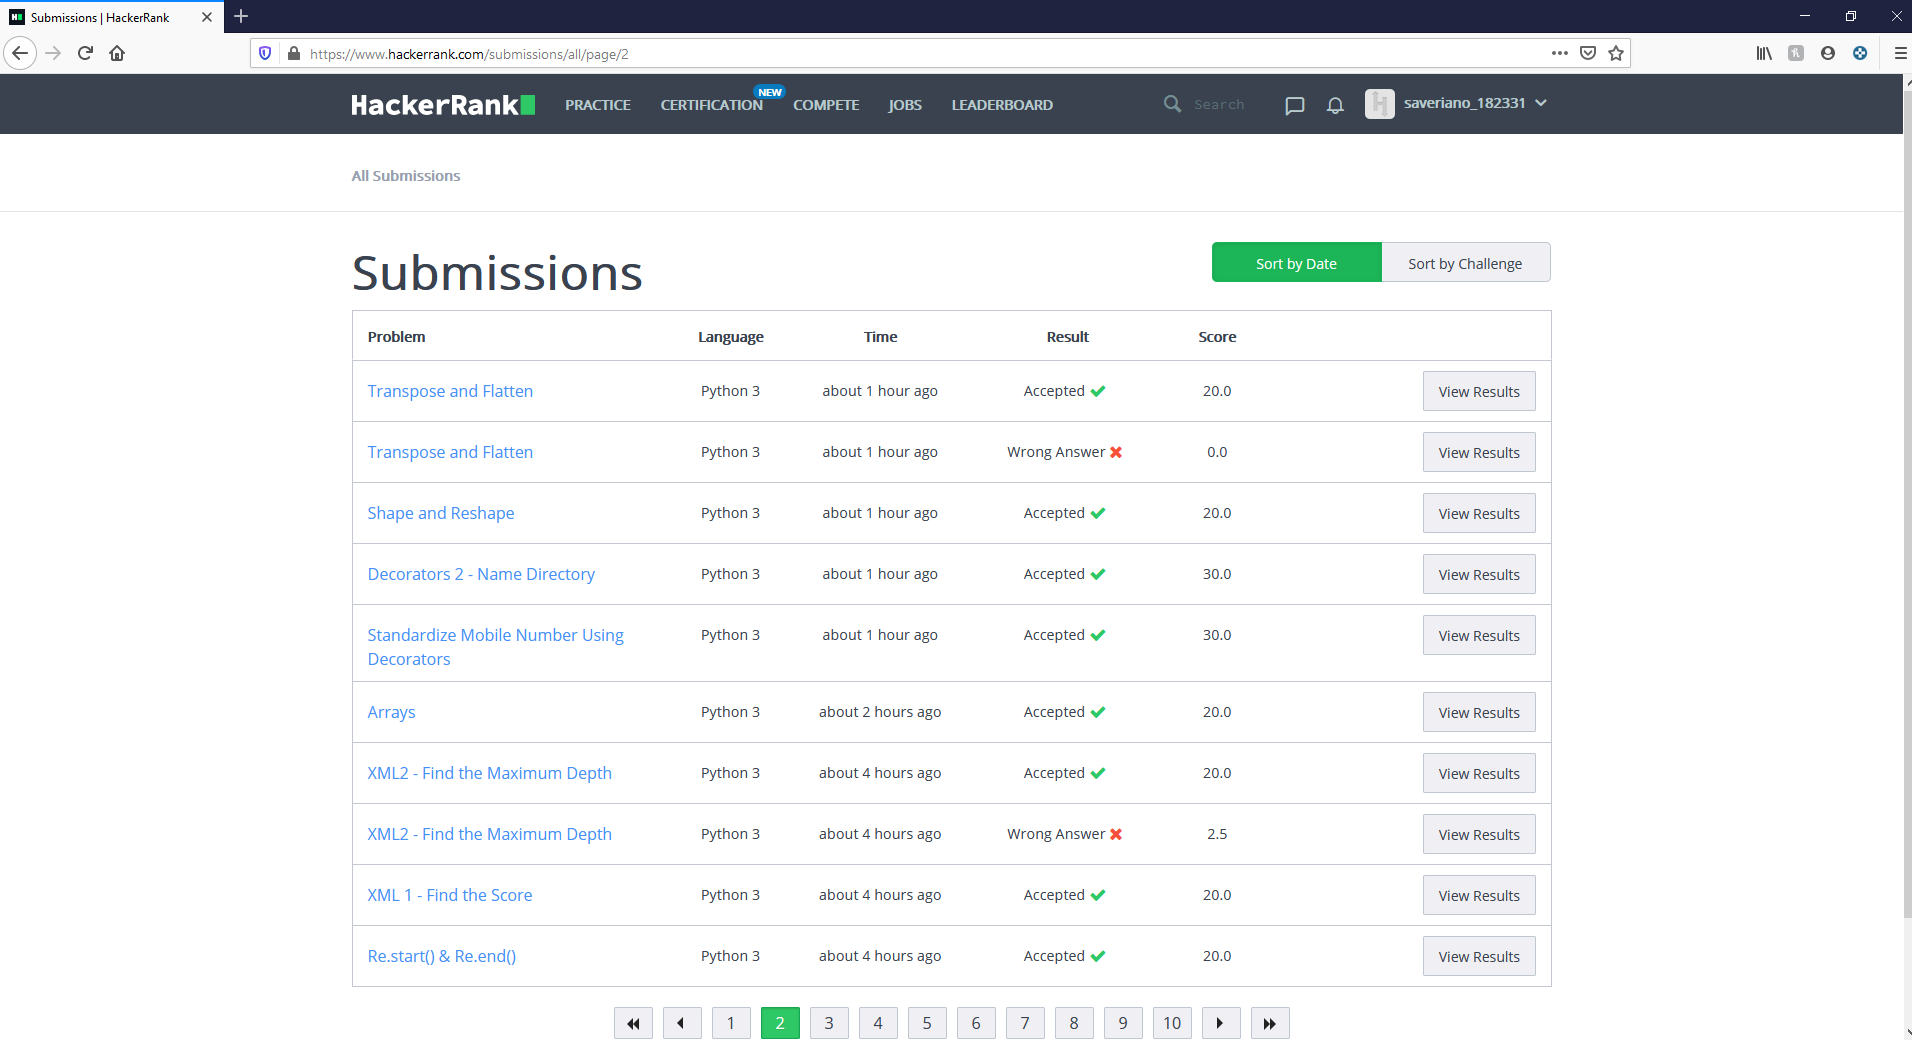 Submissions | HackerRank
https://www.hackerrank.com/submissions/all/page/2
HackerRank PRACTICE CERTIFICATION NEW COMPETE JOBS LEADERBOARD Search saveriano_182331
All Submissions
Submissions
Sort by Date Sort by Challenge
Problem Language Time Result Score
Transpose and Flatten Python 3 about 1 hour ago Accepted 20.0 View Results
Transpose and Flatten Python 3 about 1 hour ago Wrong Answer 0.0 View Results
Shape and Reshape Python 3 about 1 hour ago Accepted 20.0 View Results
Decorators 2 - Name Directory Python 3 about 1 hour ago Accepted 30.0 View Results
Standardize Mobile Number Using Python 3 about 1 hour ago Accepted 30.0 View Results
Decorators
Arrays Python 3 about 2 hours ago Accepted 20.0 View Results
XML2 - Find the Maximum Depth Python 3 about 4 hours ago Accepted 20.0 View Results
XML2 - Find the Maximum Depth Python 3 about 4 hours ago Wrong Answer 2.5 View Results
XML 1 - Find the Score Python 3 about 4 hours ago Accepted 20.0 View Results
Re.start() & Re.end() Python 3 about 4 hours ago Accepted 20.0 View Results
1 2 3 4 5 6 7 8 9 10